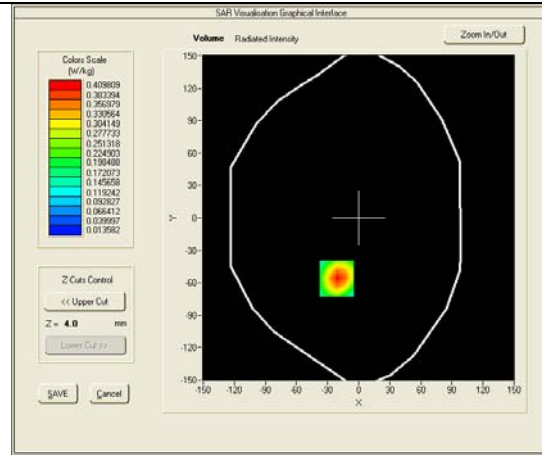 SAR Visualisation Graphical Interface
Volume Radiated Intensity
Zoom In/Out
Colors Scale
(W/kg)
0.409809
0.383394
0.356979
0.330564
0.304149
0.277733
0.251318
0.224903
0.198488
0.172073
0.145658
0.119242
0.092827
0.066412
0.039997
0.013582
150
120
90
60
30
0
-30
-60
-90
-120
-150
Y
-150 -120 -90 -60 -30 0 30 60 90 120 150
X
Z Cuts Control
<< Upper Cut
Z = 4.0 mm
Lower Cut >>
SAVE Cancel